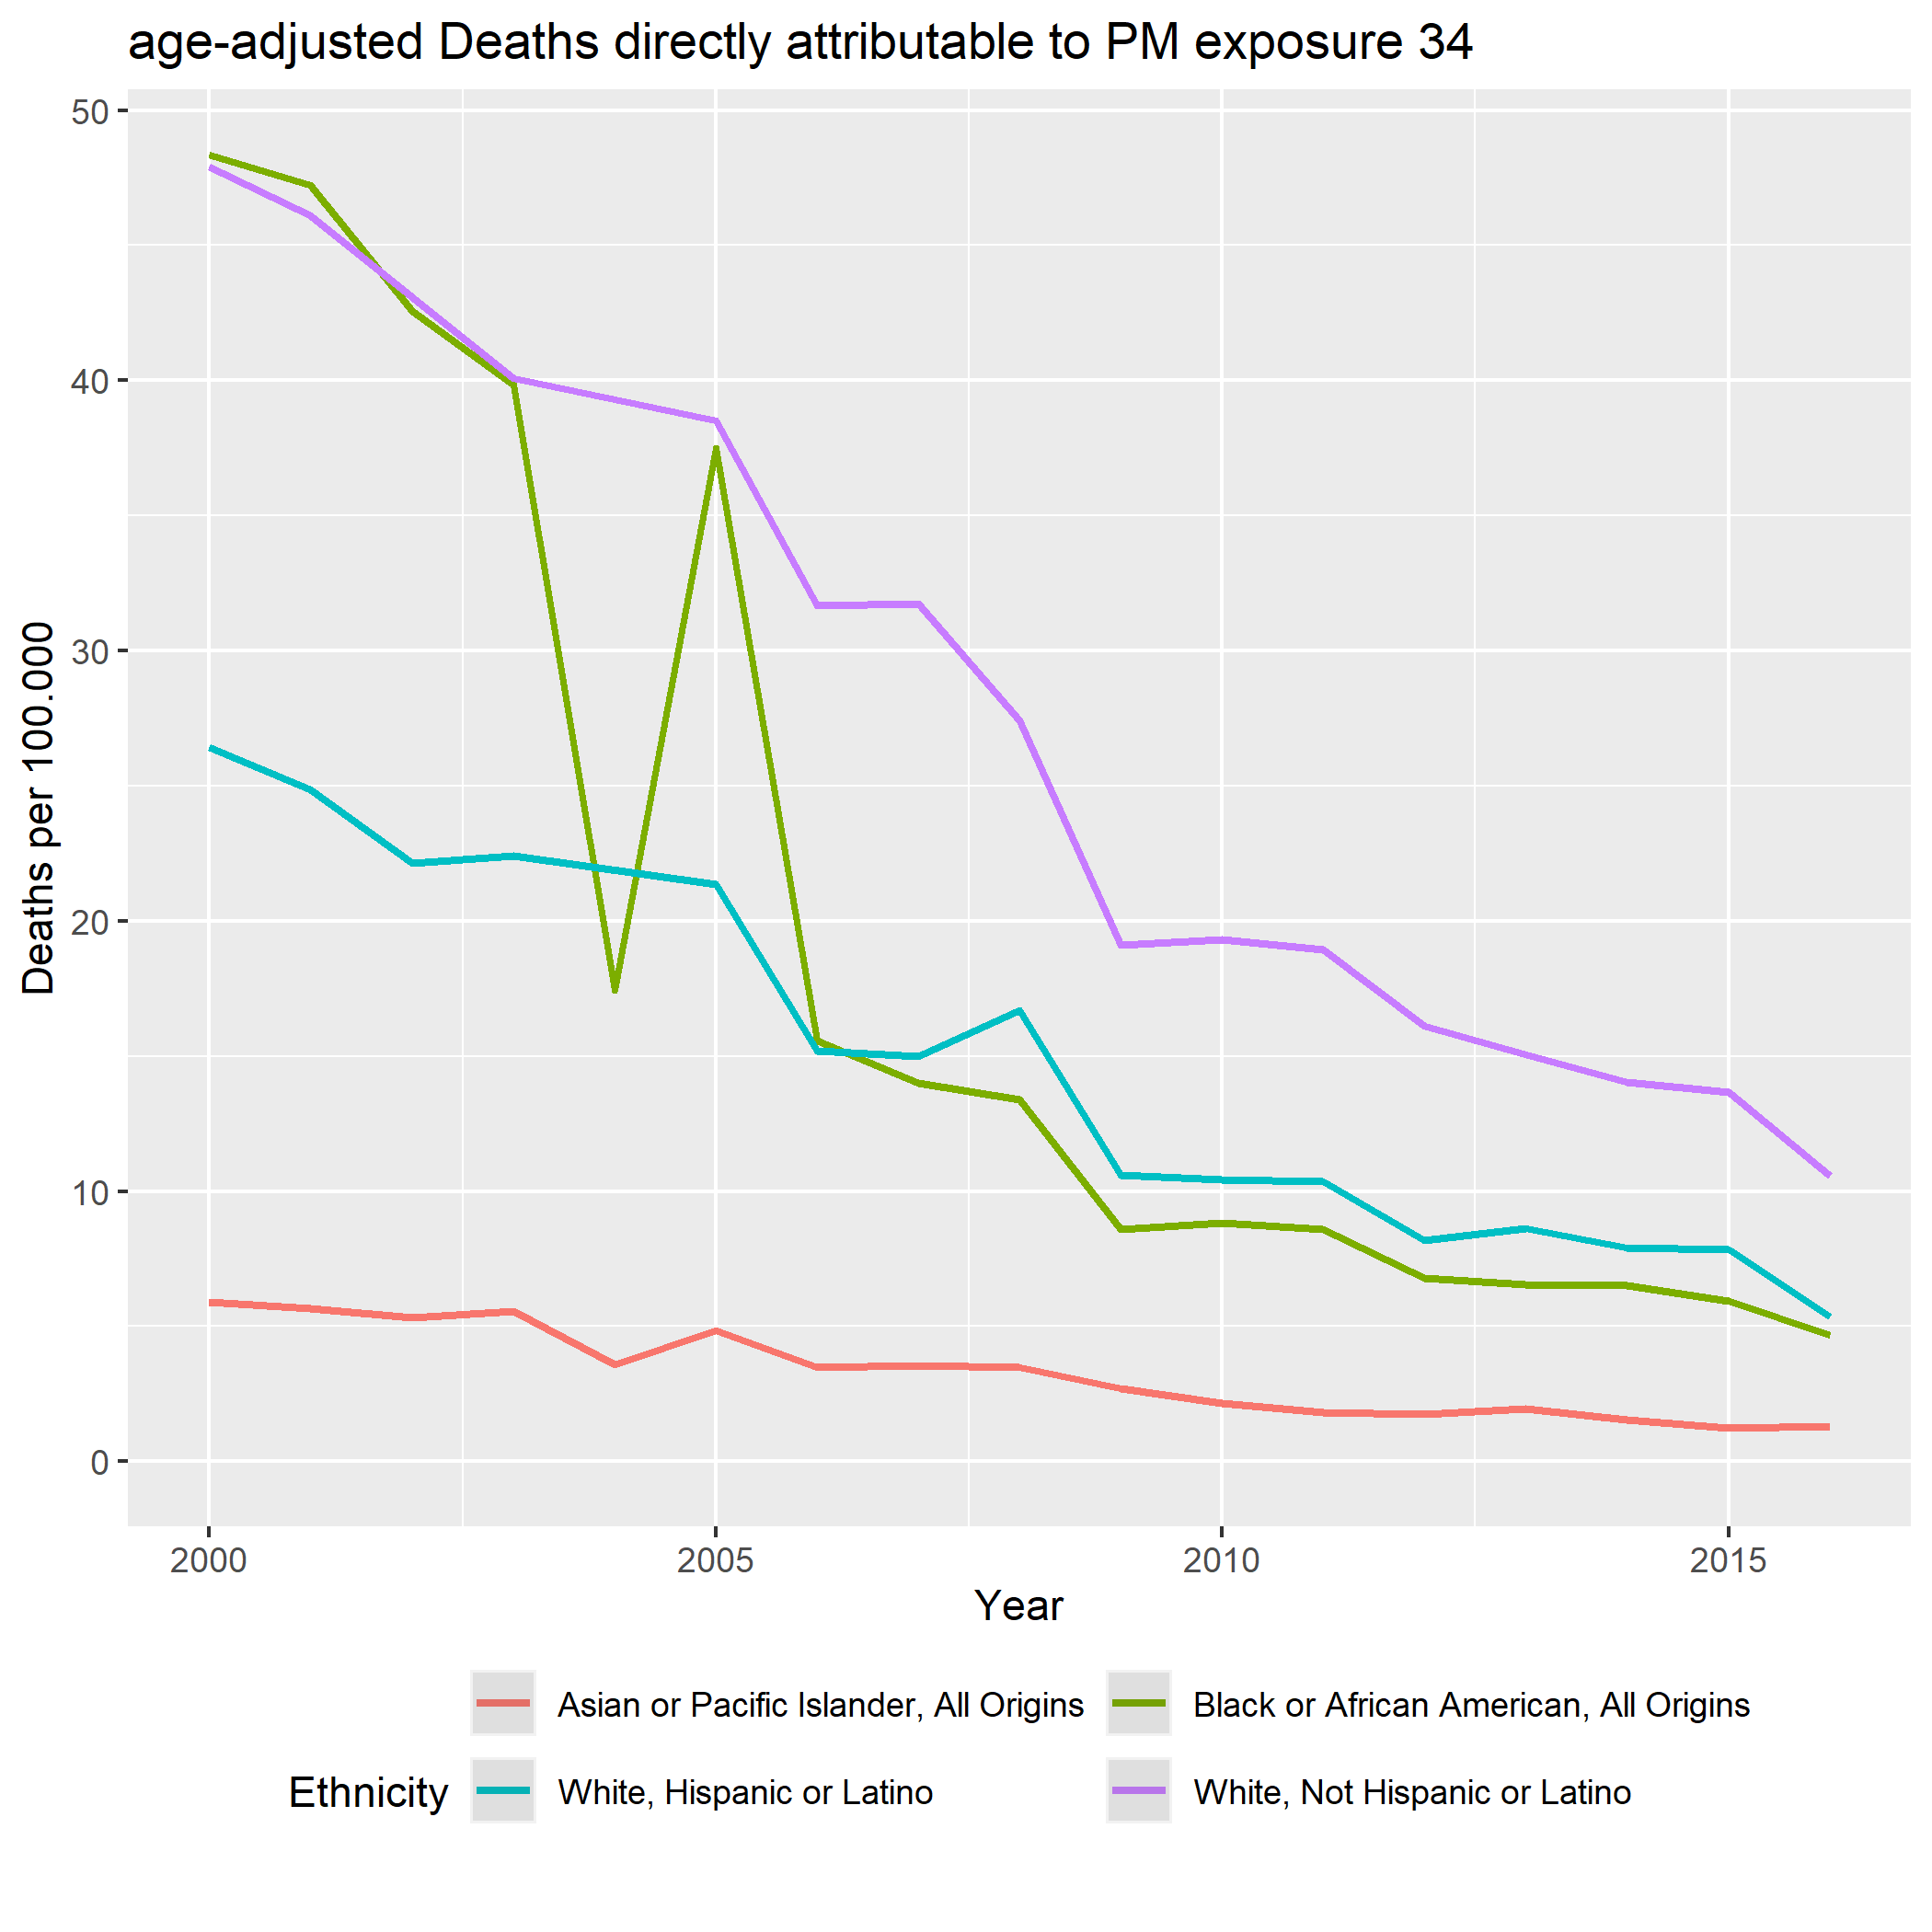 age-adjusted Deaths directly attributable to PM exposure 34
Deaths per 100.000
50
40
30
20
10
0
2000 2005 2010 2015
Year
Ethnicity
Asian or Pacific Islander, All Origins
Black or African American, All Origins
White, Hispanic or Latino
White, Not Hispanic or Latino